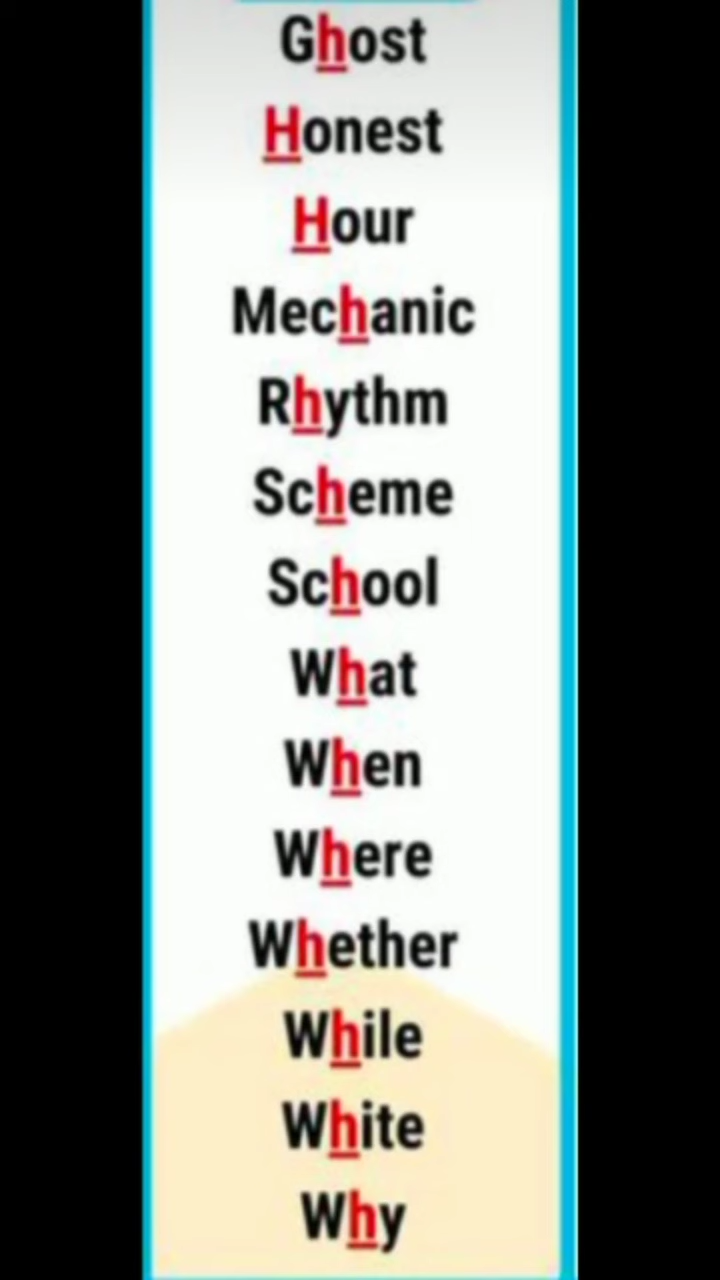 Ghost
Honest
Hour
Mechanic
Rhythm
Scheme
School
What
When
Where
Whether
While
White
Why